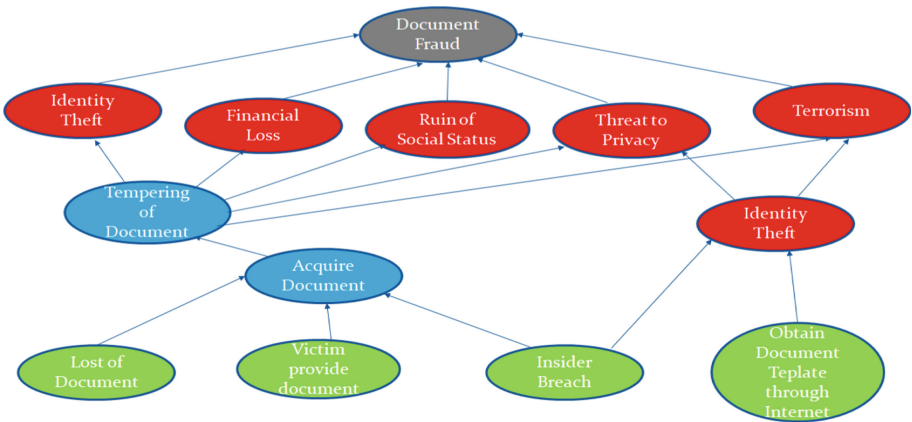 Document
Fraud
Identity
Theft
Financial
Loss
Ruin of
Social Status
Threat to
Privacy
Terrorism
Tempering
of
Document
Identity
Theft
Acquire
Document
Lost of
Document
Victim
provide
document
Insider
Breach
Obtain
Document
Teplate
through
Internet